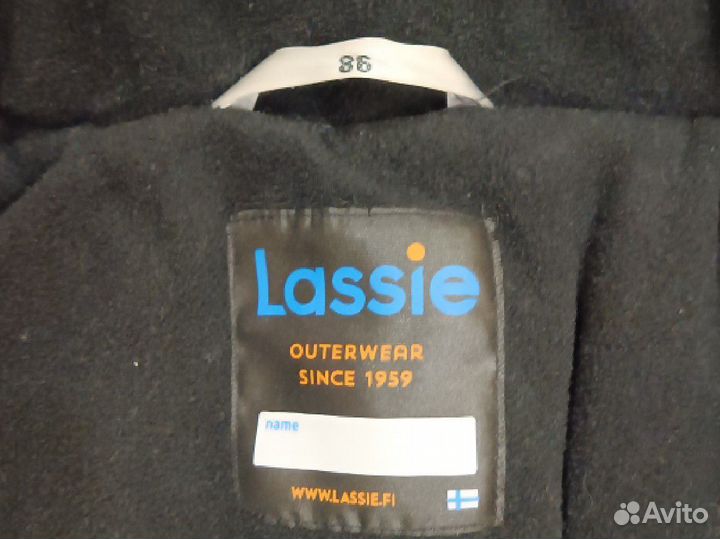 86
Lassie
OUTERWEAR
SINCE 1959
name
WWW.LASSIE.FI
Avito